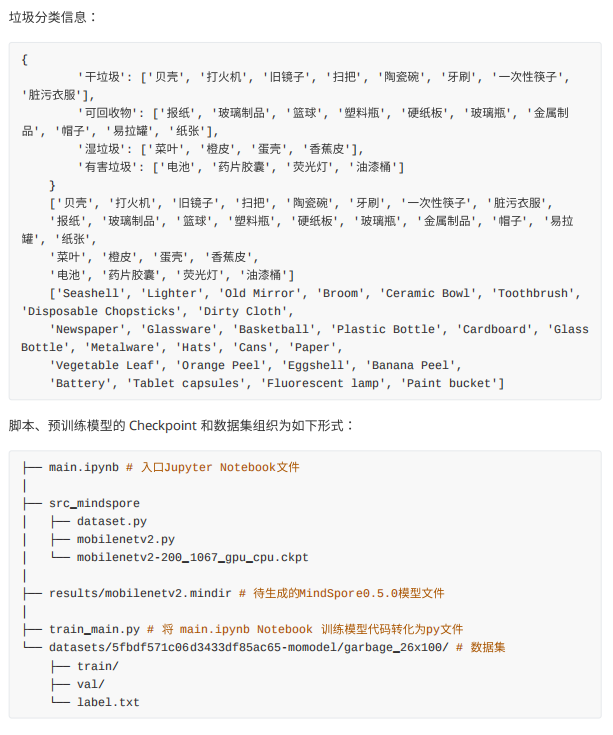 垃圾分类信息：
{
        '干垃圾': ['贝壳', '打火机', '旧镜子', '扫把', '陶瓷碗', '牙刷', '一次性筷子',
'脏污衣服'],
        '可回收物': ['报纸', '玻璃制品', '篮球', '塑料瓶', '硬纸板', '玻璃瓶', '金属制
品', '帽子', '易拉罐', '纸张'],
        '湿垃圾': ['菜叶', '橙皮', '蛋壳', '香蕉皮'],
        '有害垃圾': ['电池', '药片胶囊', '荧光灯', '油漆桶']
    }
    ['贝壳', '打火机', '旧镜子', '扫把', '陶瓷碗', '牙刷', '一次性筷子', '脏污衣服',
    '报纸', '玻璃制品', '篮球', '塑料瓶', '硬纸板', '玻璃瓶', '金属制品', '帽子', '易拉
罐', '纸张',
    '菜叶', '橙皮', '蛋壳', '香蕉皮',
    '电池', '药片胶囊', '荧光灯', '油漆桶']
    ['Seashell', 'Lighter', 'Old Mirror', 'Broom', 'Ceramic Bowl', 'Toothbrush',
'Disposable Chopsticks', 'Dirty Cloth',
    'Newspaper', 'Glassware', 'Basketball', 'Plastic Bottle', 'Cardboard', 'Glass
Bottle', 'Metalware', 'Hats', 'Cans', 'Paper',
    'Vegetable Leaf', 'Orange Peel', 'Eggshell', 'Banana Peel',
    'Battery', 'Tablet capsules', 'Fluorescent lamp', 'Paint bucket']
脚本、预训练模型的 Checkpoint 和数据集组织为如下形式：
├── main.ipynb # 入口Jupyter Notebook文件
│
├── src_mindspore
│   ├── dataset.py
│   ├── mobilenetv2.py
│   └── mobilenetv2-200_1067_gpu_cpu.ckpt
│
├── results/mobilenetv2.mindir # 待生成的MindSpore0.5.0模型文件
│
├── train_main.py # 将 main.ipynb Notebook 训练模型代码转化为py文件
└── datasets/5fbdf571c06d3433df85ac65-momodel/garbage_26x100/ # 数据集
    ├── train/
    ├── val/
    └── label.txt